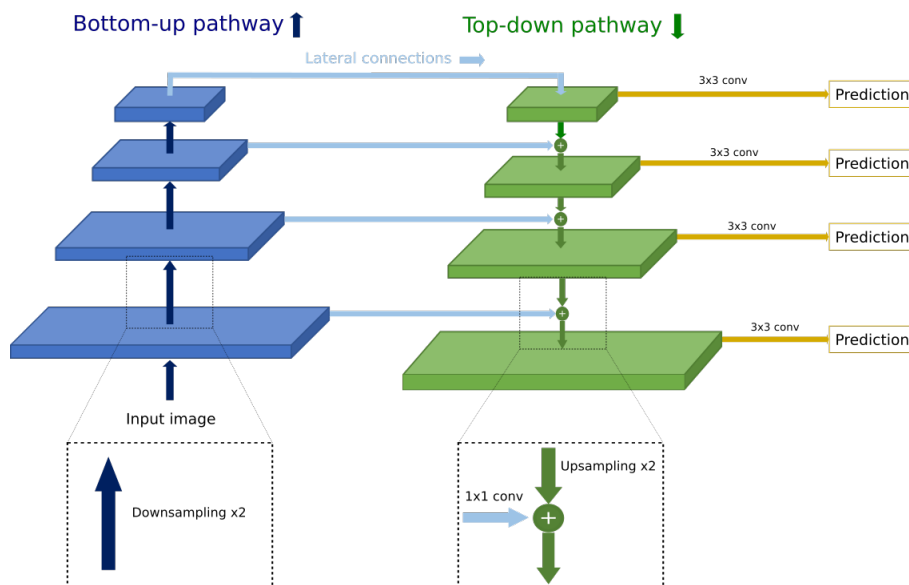 Bottom-up pathway
Top-down pathway
Lateral connections
3x3 conv
Prediction
3x3 conv
Prediction
3x3 conv
Prediction
3x3 conv
Prediction
Input image
Downsampling x2
Upsampling x2
1x1 conv
+
+
+
+